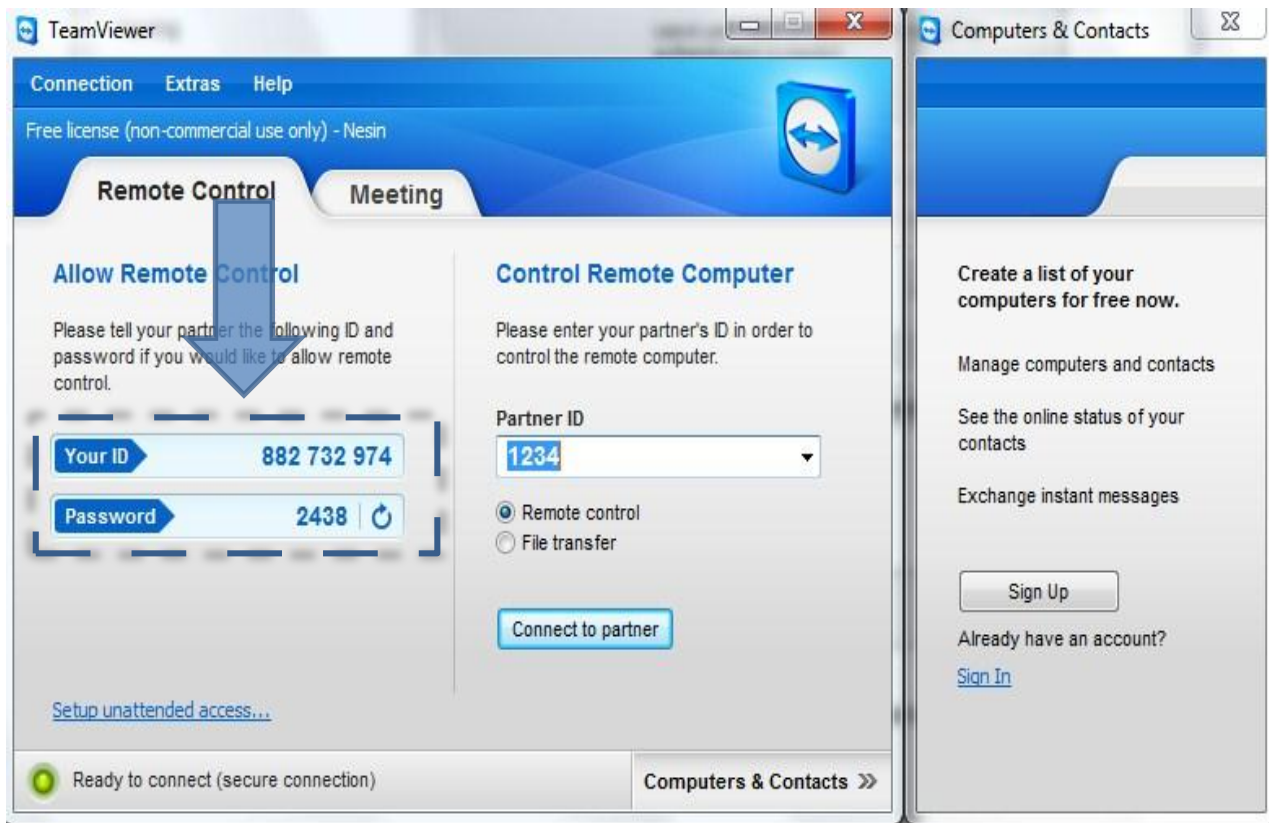 TeamViewer
Connection Extras Help
Free license (non-commercial use only) - Nesin
Remote Control
Meeting
Allow Remote Control
Please tell your partner the following ID and
password if you would like to allow remote
control.
Your ID 882 732 974
Password 2438
Setup unattended access...
Control Remote Computer
Please enter your partner's ID in order to
control the remote computer.
Partner ID
1234
Remote control
File transfer
Connect to partner
Ready to connect (secure connection)
Computers & Contacts »
Computers & Contacts
Create a list of your
computers for free now.
Manage computers and contacts
See the online status of your
contacts
Exchange instant messages
Sign Up
Already have an account?
Sign In